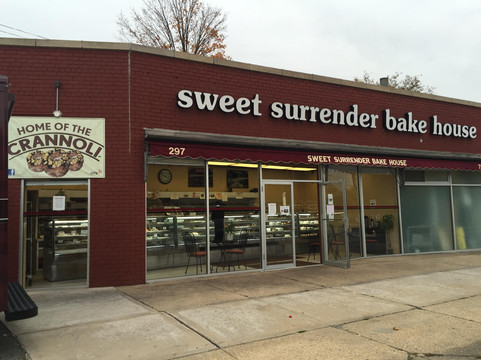 sweet surrender bake house
HOME OF THE
CRANNOLI
297
SWEET SURRENDER BAKE HOUSE